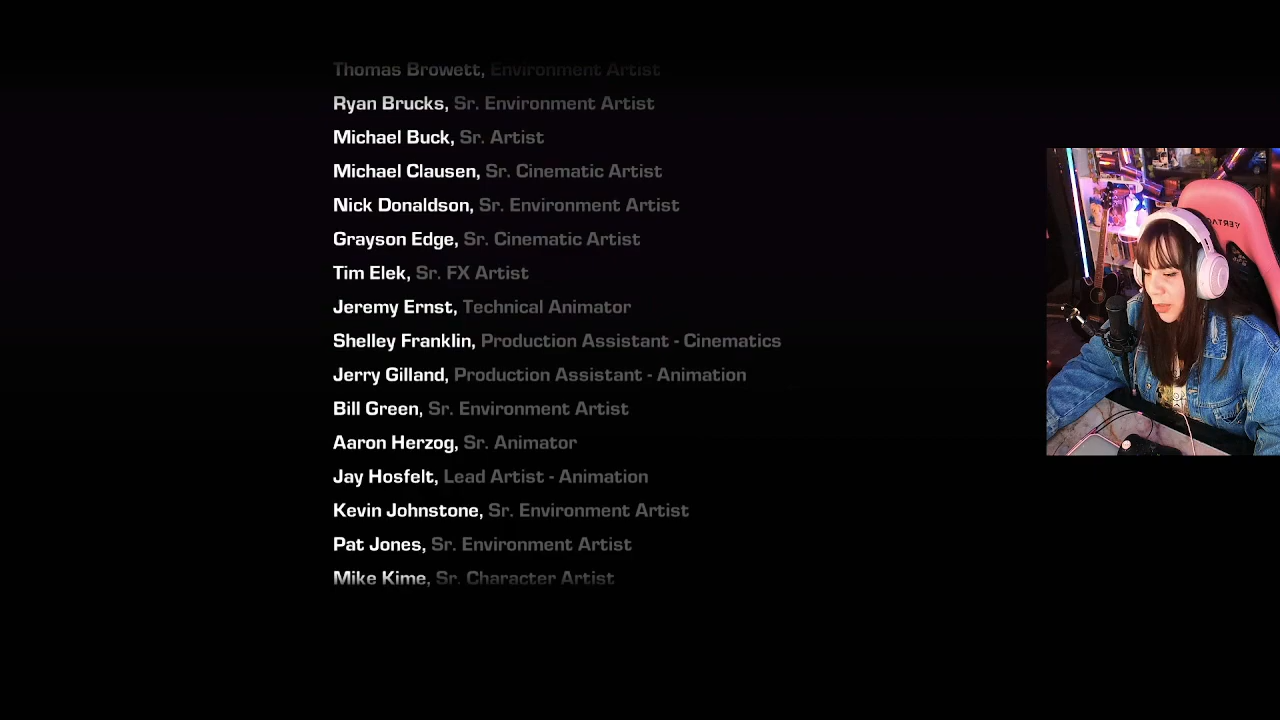 Thomas Browett, Environment Artist
Ryan Brucks, Sr. Environment Artist
Michael Buck, Sr. Artist
Michael Clausen, Sr. Cinematic Artist
Nick Donaldson, Sr. Environment Artist
Grayson Edge, Sr. Cinematic Artist
Tim Elek, Sr. FX Artist
Jeremy Ernst, Technical Animator
Shelley Franklin, Production Assistant - Cinematics
Jerry Gilland, Production Assistant - Animation
Bill Green, Sr. Environment Artist
Aaron Herzog, Sr. Animator
Jay Hosfelt, Lead Artist - Animation
Kevin Johnstone, Sr. Environment Artist
Pat Jones, Sr. Environment Artist
Mike Kime, Sr. Character Artist